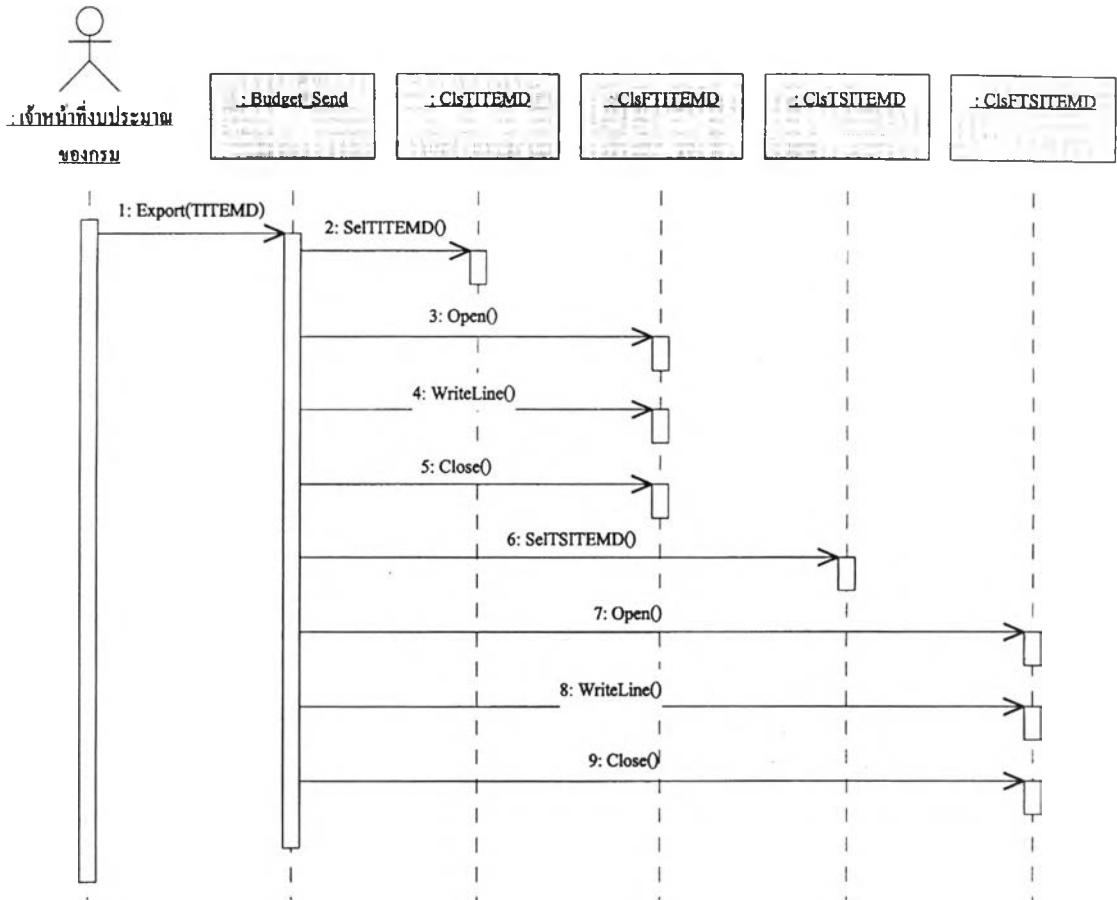 : เจ้าหน้าที่งบประมาณ
ของกรม
: Budget_Send
: ClsTITEMD
: ClsFTITEMD
: ClsTSITEMD
: ClsFTSITEMD
1: Export(TITEMD)
2: SelTITEMD()
3: Open()
4: WriteLine()
5: Close()
6: SelTSITEMD()
7: Open()
8: WriteLine()
9: Close()